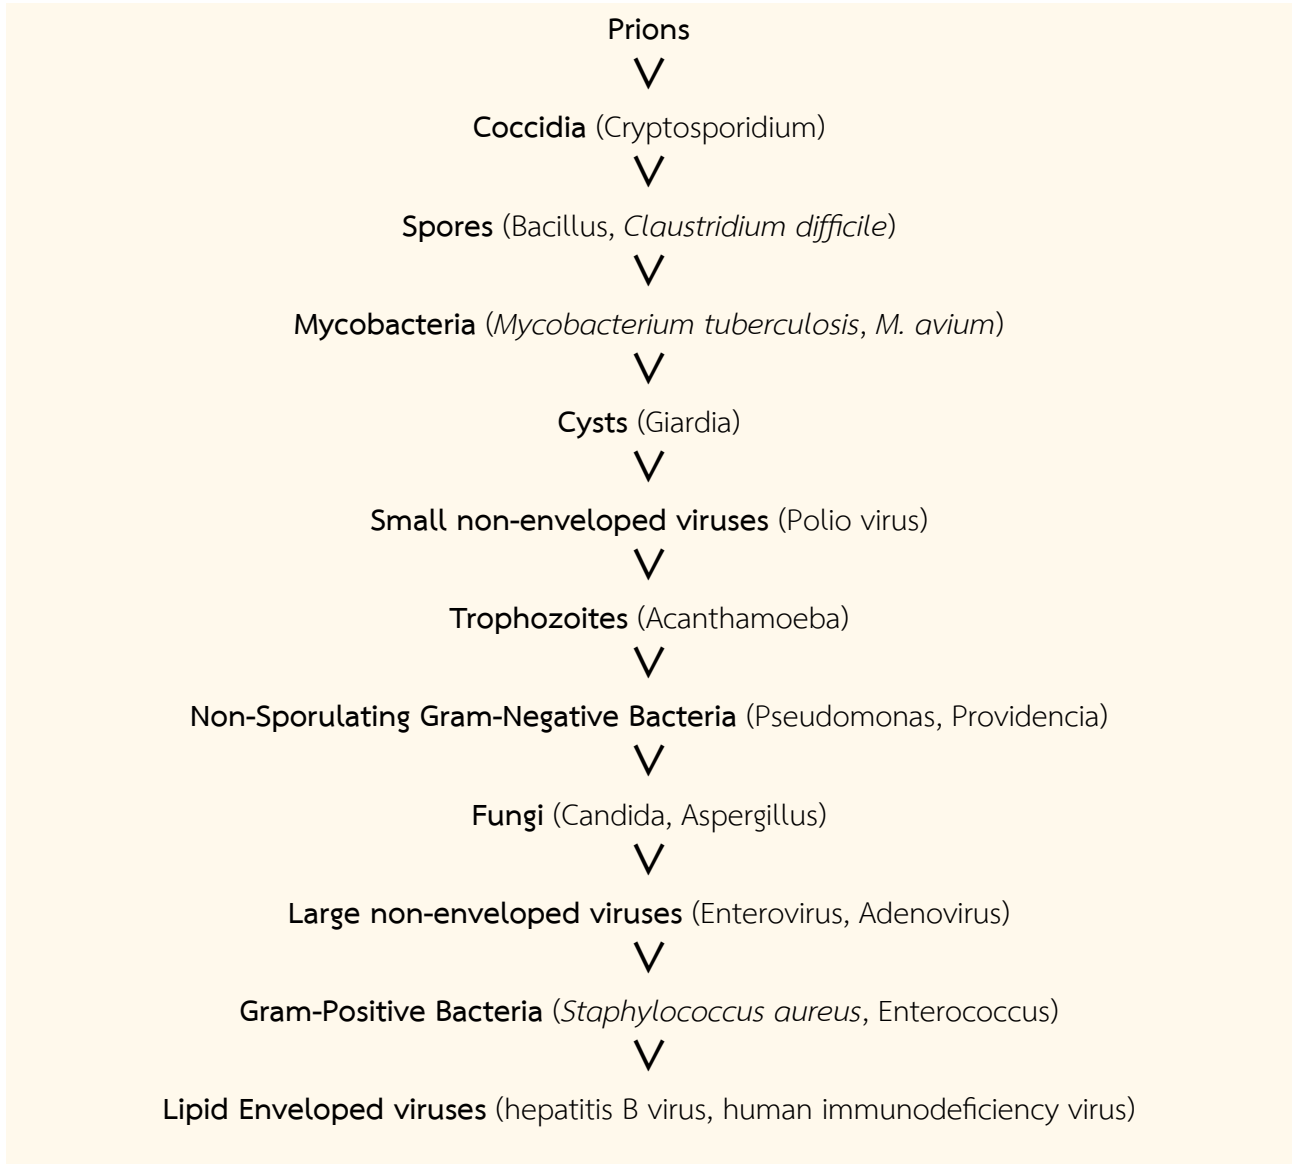 Prions
Coccidia (Cryptosporidium)
Spores (Bacillus, Claustridium difficile)
Mycobacteria (Mycobacterium tuberculosis, M. avium)
Cysts (Giardia)
Small non-enveloped viruses (Polio virus)
Trophozoites (Acanthamoeba)
Non-Sporulating Gram-Negative Bacteria (Pseudomonas, Providencia)
Fungi (Candida, Aspergillus)
Large non-enveloped viruses (Enterovirus, Adenovirus)
Gram-Positive Bacteria (Staphylococcus aureus, Enterococcus)
Lipid Enveloped viruses (hepatitis B virus, human immunodeficiency virus)